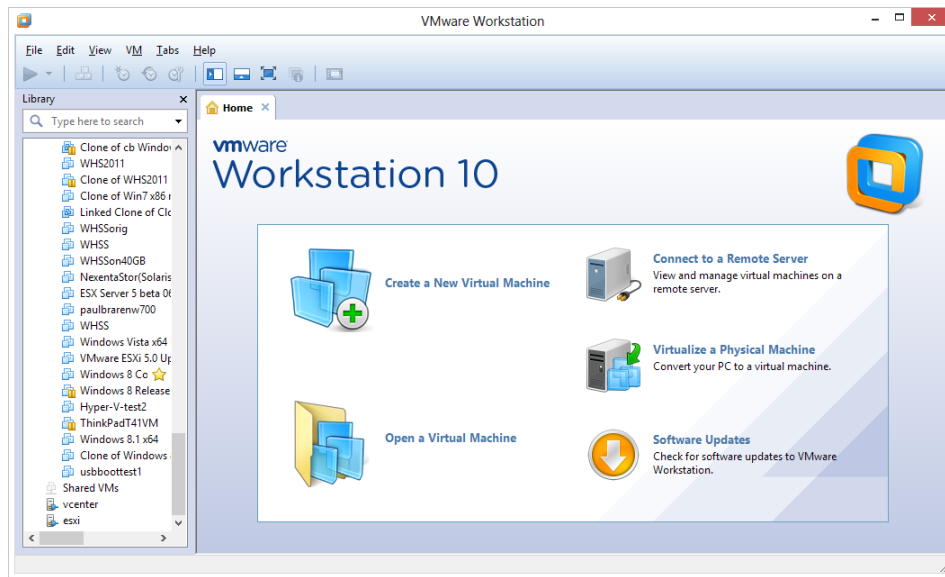 VMware Workstation
File Edit View VM Tabs Help
Library
Home
Type here to search
Clone of cb Windov
WHS2011
Clone of WHS2011
Clone of Win7 x86 r
Linked Clone of Clc
WHSSorig
WHSS
WHSSon40GB
NexentaStor(Solaris
ESX Server 5 beta 06
paulbrarenw700
WHSS
Windows Vista x64
VMware ESXi 5.0 Up
Windows 8 Co
Windows 8 Release
Hyper-V-test2
ThinkPadT41VM
Windows 8.1 x64
Clone of Windows
usbboottest1
Shared VMs
vcenter
esxi
vmware
Workstation 10
Create a New Virtual Machine
Open a Virtual Machine
Connect to a Remote Server
View and manage virtual machines on a
remote server.
Virtualize a Physical Machine
Convert your PC to a virtual machine.
Software Updates
Check for software updates to VMware
Workstation.